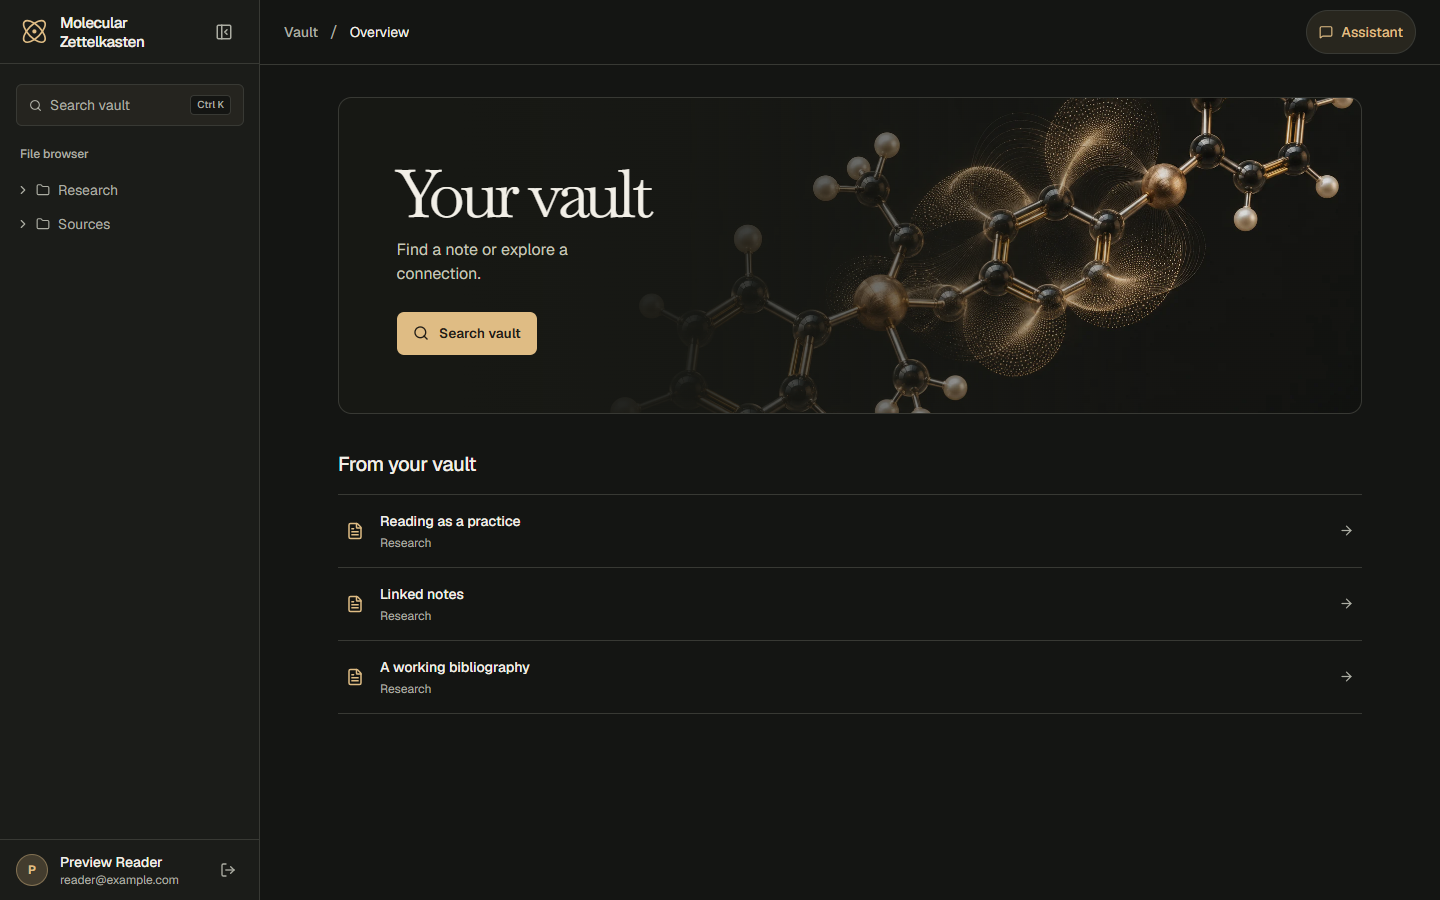 Molecular
Zettelkasten
Search vault
Ctrl K
File browser
Research
Sources
Preview Reader
reader@example.com
P
Vault / Overview
Assistant
Your vault
Find a note or explore a
connection.
Search vault
From your vault
Reading as a practice
Research
Linked notes
Research
A working bibliography
Research